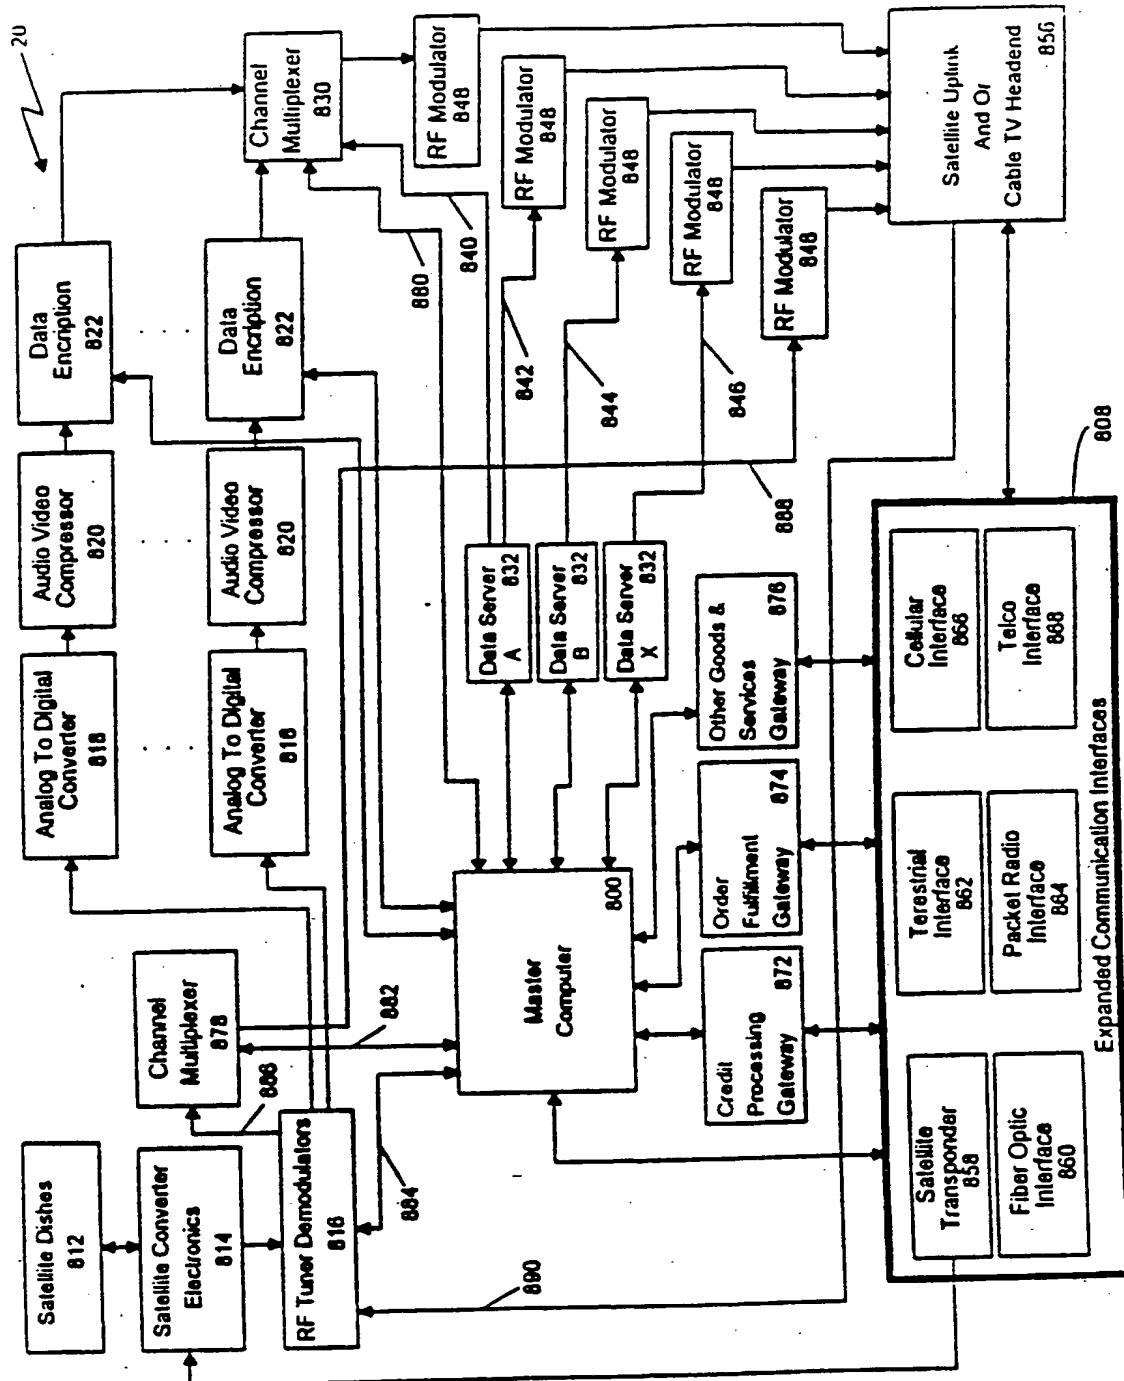 20
Satellite Dishes
812
Satellite Converter
Electronics
814
RF Tuner Demodulators
816
Channel
Multiplexer
878
886
882
884
890
Analog To Digital
Converter
818
Audio Video
Compressor
820
Data
Encription
822
Analog To Digital
Converter
818
Audio Video
Compressor
820
Data
Encription
822
Channel
Multiplexer
830
RF Modulator
848
880
840
Master
Computer
800
Data Server
A 832
Data Server
B 832
Data Server
X 832
842
844
846
888
RF Modulator
848
RF Modulator
848
RF Modulator
848
RF Modulator
848
Credit
Processing
Gateway 872
Order
Fulfillment
Gateway 874
Other Goods &
Services
Gateway 876
Satellite Uplink
And Or
Cable TV Headend
856
808
Satellite
Transponder
858
Terestrial
Interface
862
Cellular
Interface
866
Fiber Optic
Interface
860
Packet Radio
Interface
864
Telco
Interface
868
Expanded Communication Interfaces